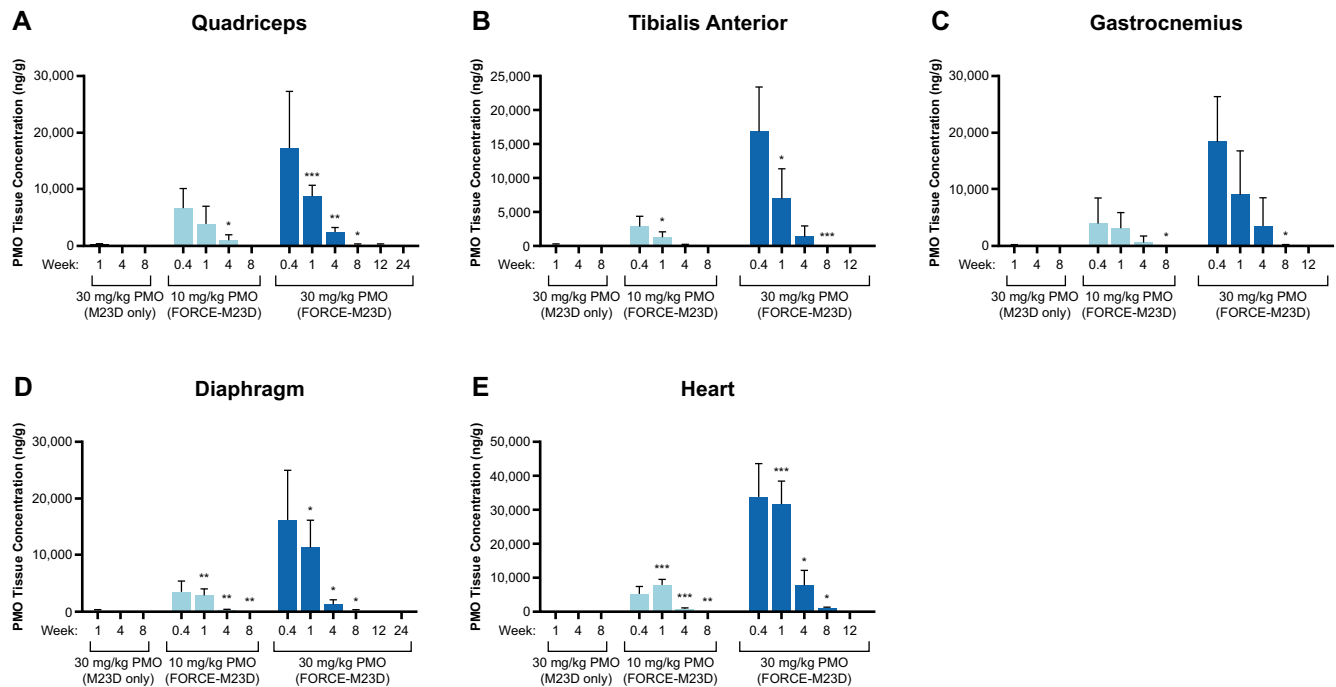 A
Quadriceps
PMO Tissue Concentration (ng/g)
30,000
20,000
10,000
0
*** ** * *
Week: 1 4 8 0.4 1 4 8 0.4 1 4 8 12 24
30 mg/kg PMO 10 mg/kg PMO 30 mg/kg PMO
(M23D only) (FORCE-M23D) (FORCE-M23D)
B
Tibialis Anterior
PMO Tissue Concentration (ng/g)
25,000
20,000
15,000
10,000
5,000
0
* * ***
Week: 1 4 8 0.4 1 4 8 0.4 1 4 8 12
30 mg/kg PMO 10 mg/kg PMO 30 mg/kg PMO
(M23D only) (FORCE-M23D) (FORCE-M23D)
C
Gastrocnemius
PMO Tissue Concentration (ng/g)
30,000
20,000
10,000
0
* *
Week: 1 4 8 0.4 1 4 8 0.4 1 4 8 12
30 mg/kg PMO 10 mg/kg PMO 30 mg/kg PMO
(M23D only) (FORCE-M23D) (FORCE-M23D)
D
Diaphragm
PMO Tissue Concentration (ng/g)
30,000
20,000
10,000
0
** ** ** * * *
Week: 1 4 8 0.4 1 4 8 0.4 1 4 8 12 24
30 mg/kg PMO 10 mg/kg PMO 30 mg/kg PMO
(M23D only) (FORCE-M23D) (FORCE-M23D)
E
Heart
PMO Tissue Concentration (ng/g)
50,000
40,000
30,000
20,000
10,000
0
*** *** ** *** * *
Week: 1 4 8 0.4 1 4 8 0.4 1 4 8 12
30 mg/kg PMO 10 mg/kg PMO 30 mg/kg PMO
(M23D only) (FORCE-M23D) (FORCE-M23D)